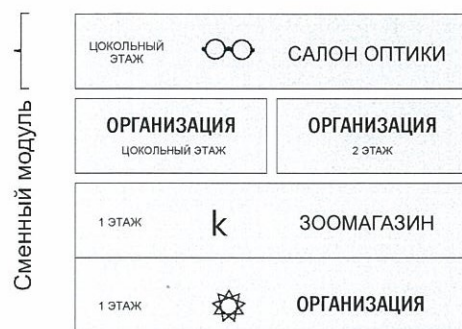 Сменный модуль
ЦОКОЛЬНЫЙ
ЭТАЖ
САЛОН ОПТИКИ
ОРГАНИЗАЦИЯ
ЦОКОЛЬНЫЙ ЭТАЖ
ОРГАНИЗАЦИЯ
2 ЭТАЖ
1 ЭТАЖ
k
ЗООМАГАЗИН
1 ЭТАЖ
ОРГАНИЗАЦИЯ